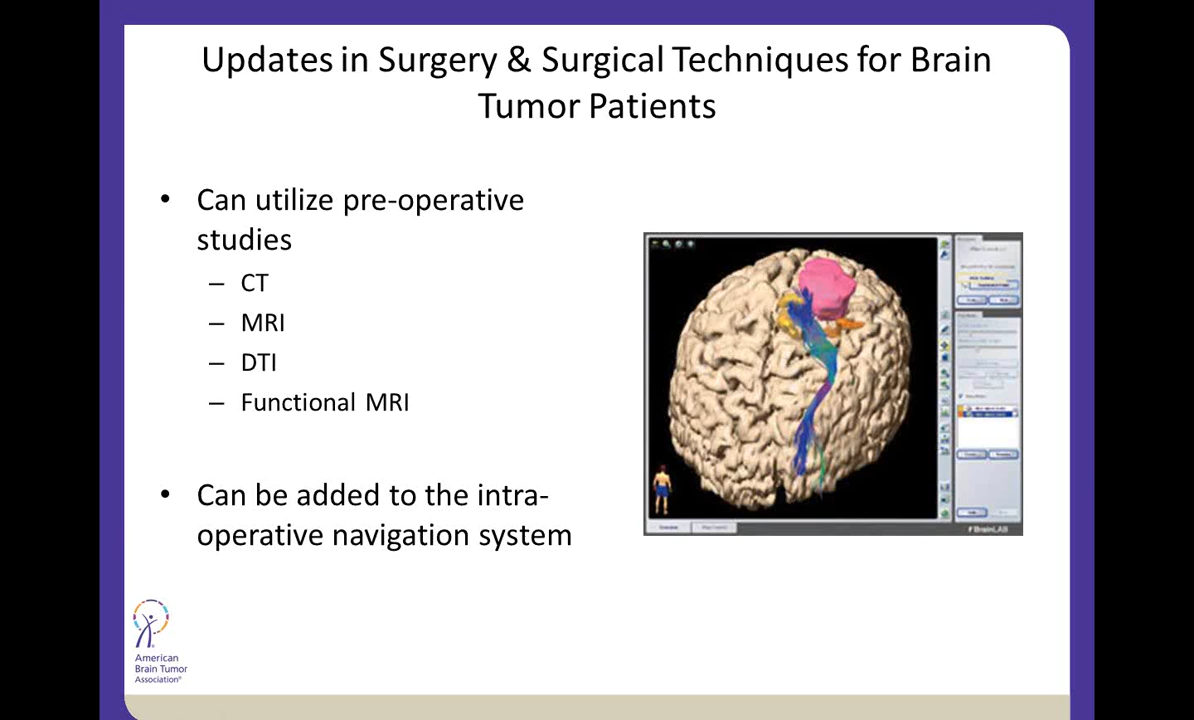 Updates in Surgery & Surgical Techniques for Brain
Tumor Patients
• Can utilize pre-operative
studies
– CT
– MRI
– DTI
– Functional MRI
• Can be added to the intra-
operative navigation system
BrainLAB
American
Brain Tumor
Association®